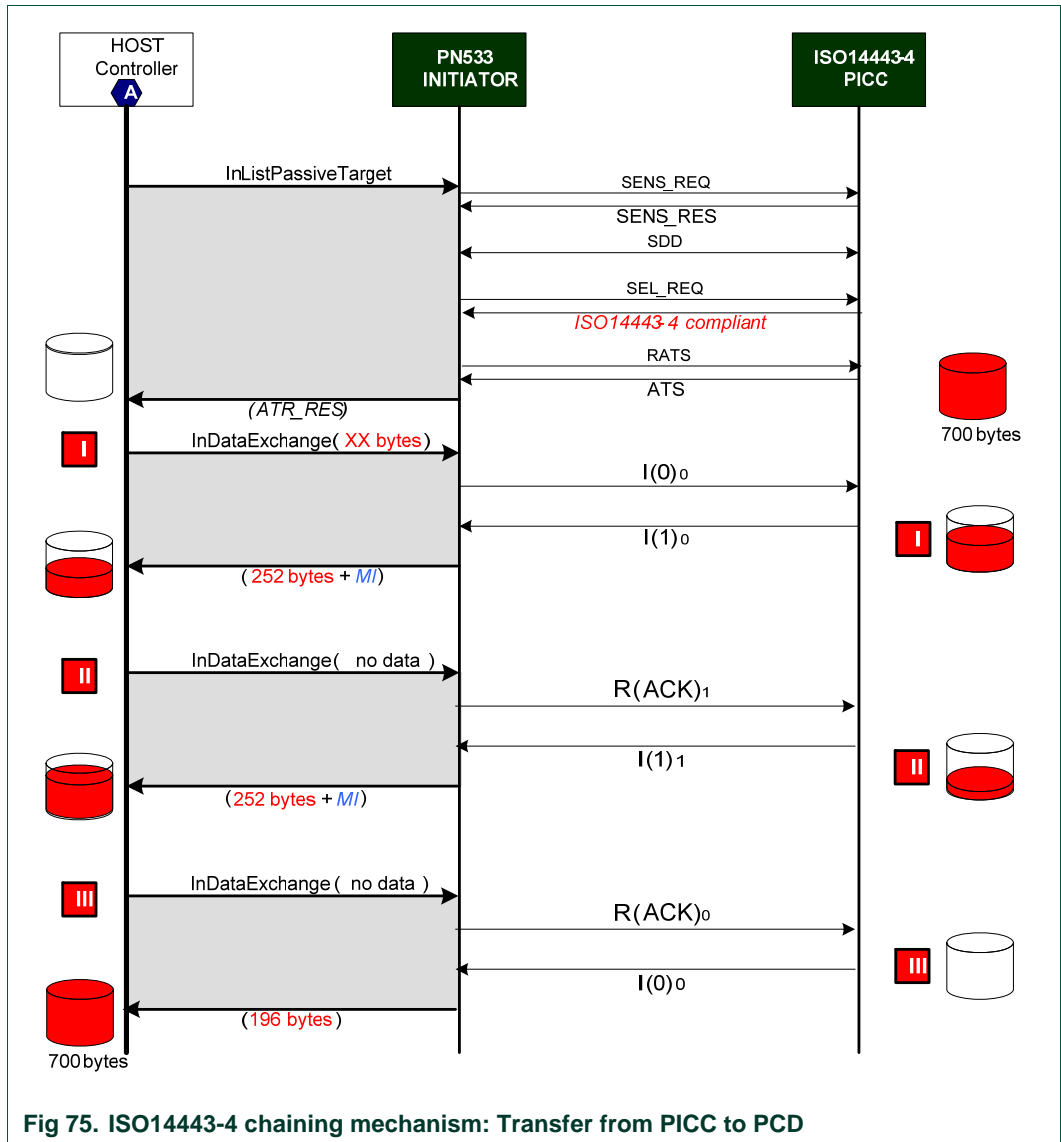 HOST
Controller
A
PN533
INITIATOR
ISO14443-4
PICC
InListPassiveTarget
SENS_REQ
SENS_RES
SDD
SEL_REQ
ISO14443-4 compliant
RATS
ATS
(ATR_RES)
700 bytes
I
InDataExchange( XX bytes)
I(0)0
I(1)0
I
(252 bytes + MI)
II
InDataExchange( no data )
R(ACK)1
I(1)1
II
(252 bytes + MI)
III
InDataExchange ( no data )
R(ACK)0
I(0)0
III
(196 bytes)
700 bytes
Fig 75. ISO14443-4 chaining mechanism: Transfer from PICC to PCD